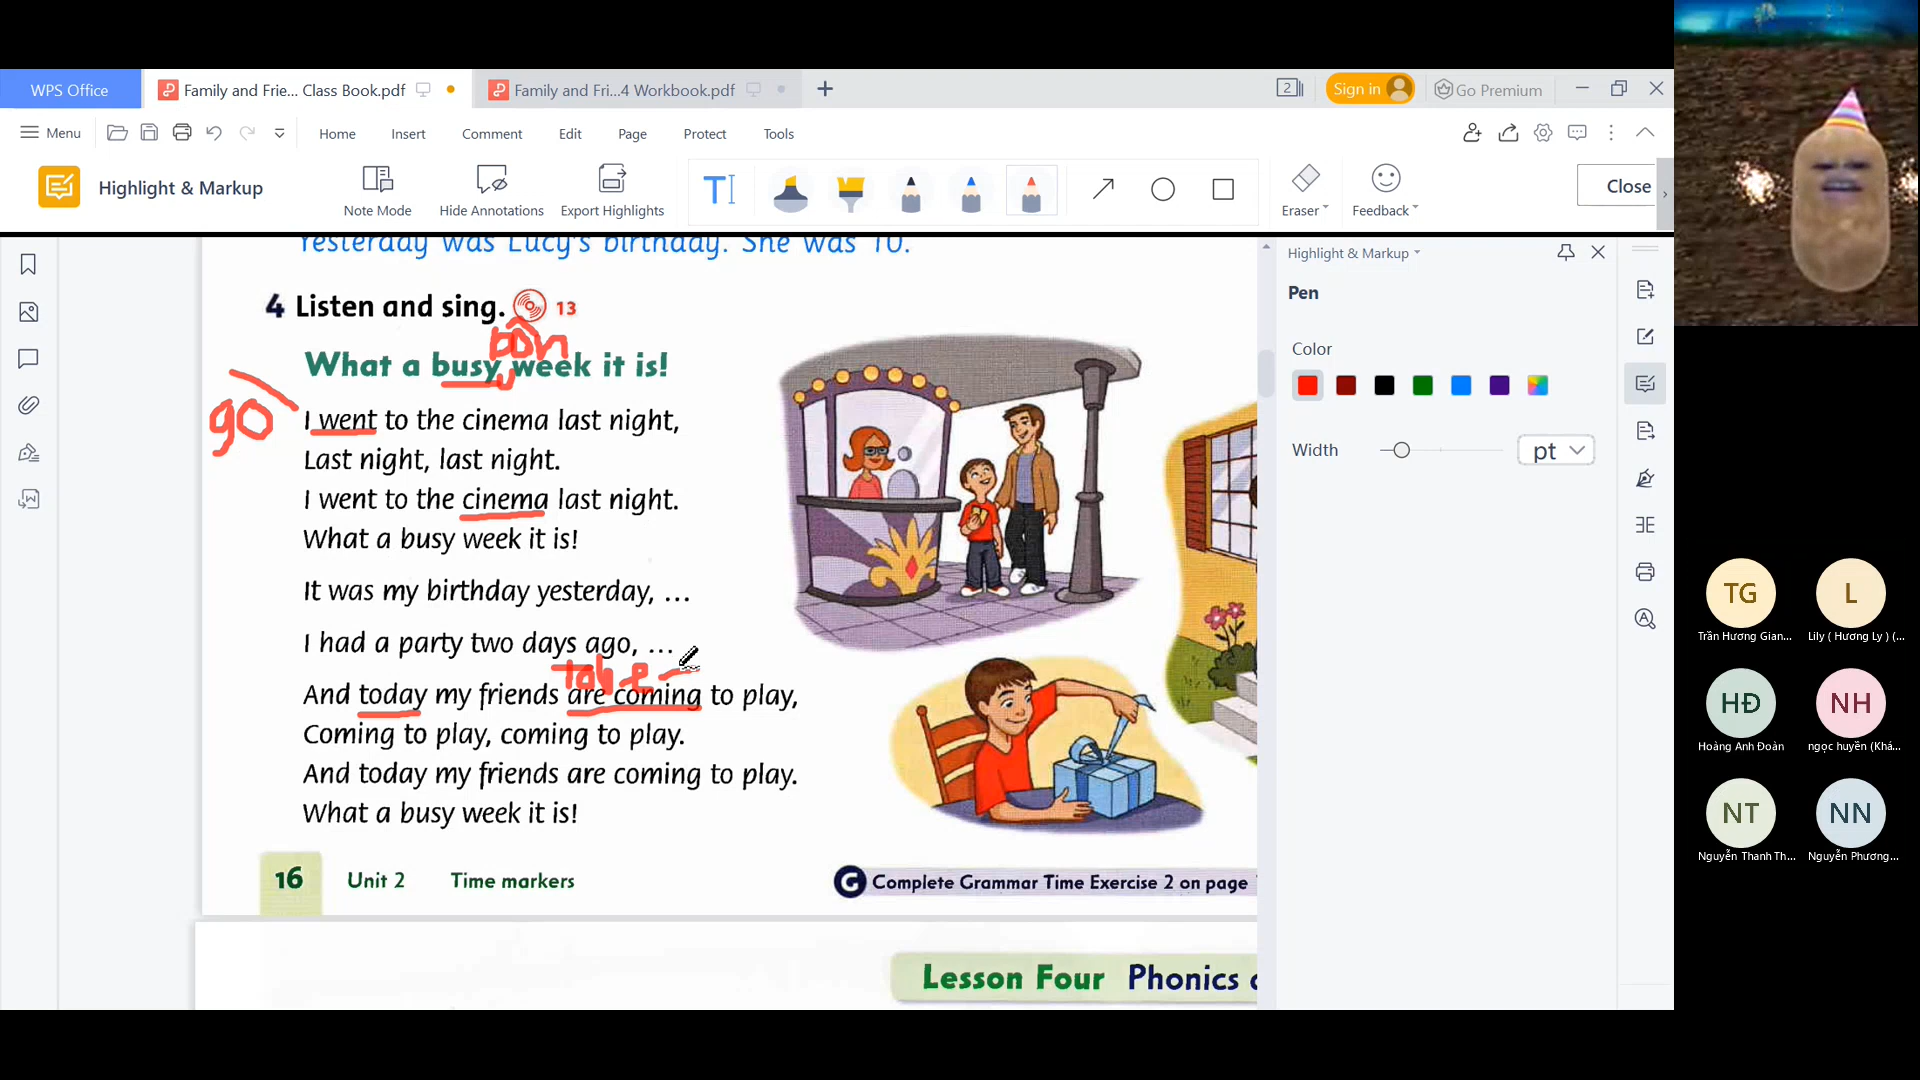 WPS Office
Family and Frie... Class Book.pdf
Family and Fri...4 Workbook.pdf
2
Sign in
Go Premium
Menu
Home
Insert
Comment
Edit
Page
Protect
Tools
Highlight & Markup
Note Mode
Hide Annotations
Export Highlights
Eraser
Feedback
Close
Yesterday was Lucy's birthday. She was 10.
4 Listen and sing. 13
What a busy week it is!
go
I went to the cinema last night,
Last night, last night.
I went to the cinema last night.
What a busy week it is!
It was my birthday yesterday, ...
I had a party two days ago, ...
And today my friends are coming to play,
Coming to play, coming to play.
And today my friends are coming to play.
What a busy week it is!
16 Unit 2 Time markers
G Complete Grammar Time Exercise 2 on page
Lesson Four Phonics
Highlight & Markup
Pen
Color
Width
pt
TG
Trần Hương Gian...
L
Lily ( Hương Ly ) (...
HĐ
Hoàng Anh Đoàn
NH
ngọc huyền (Khá...
NT
Nguyễn Thanh Th...
NN
Nguyễn Phương...